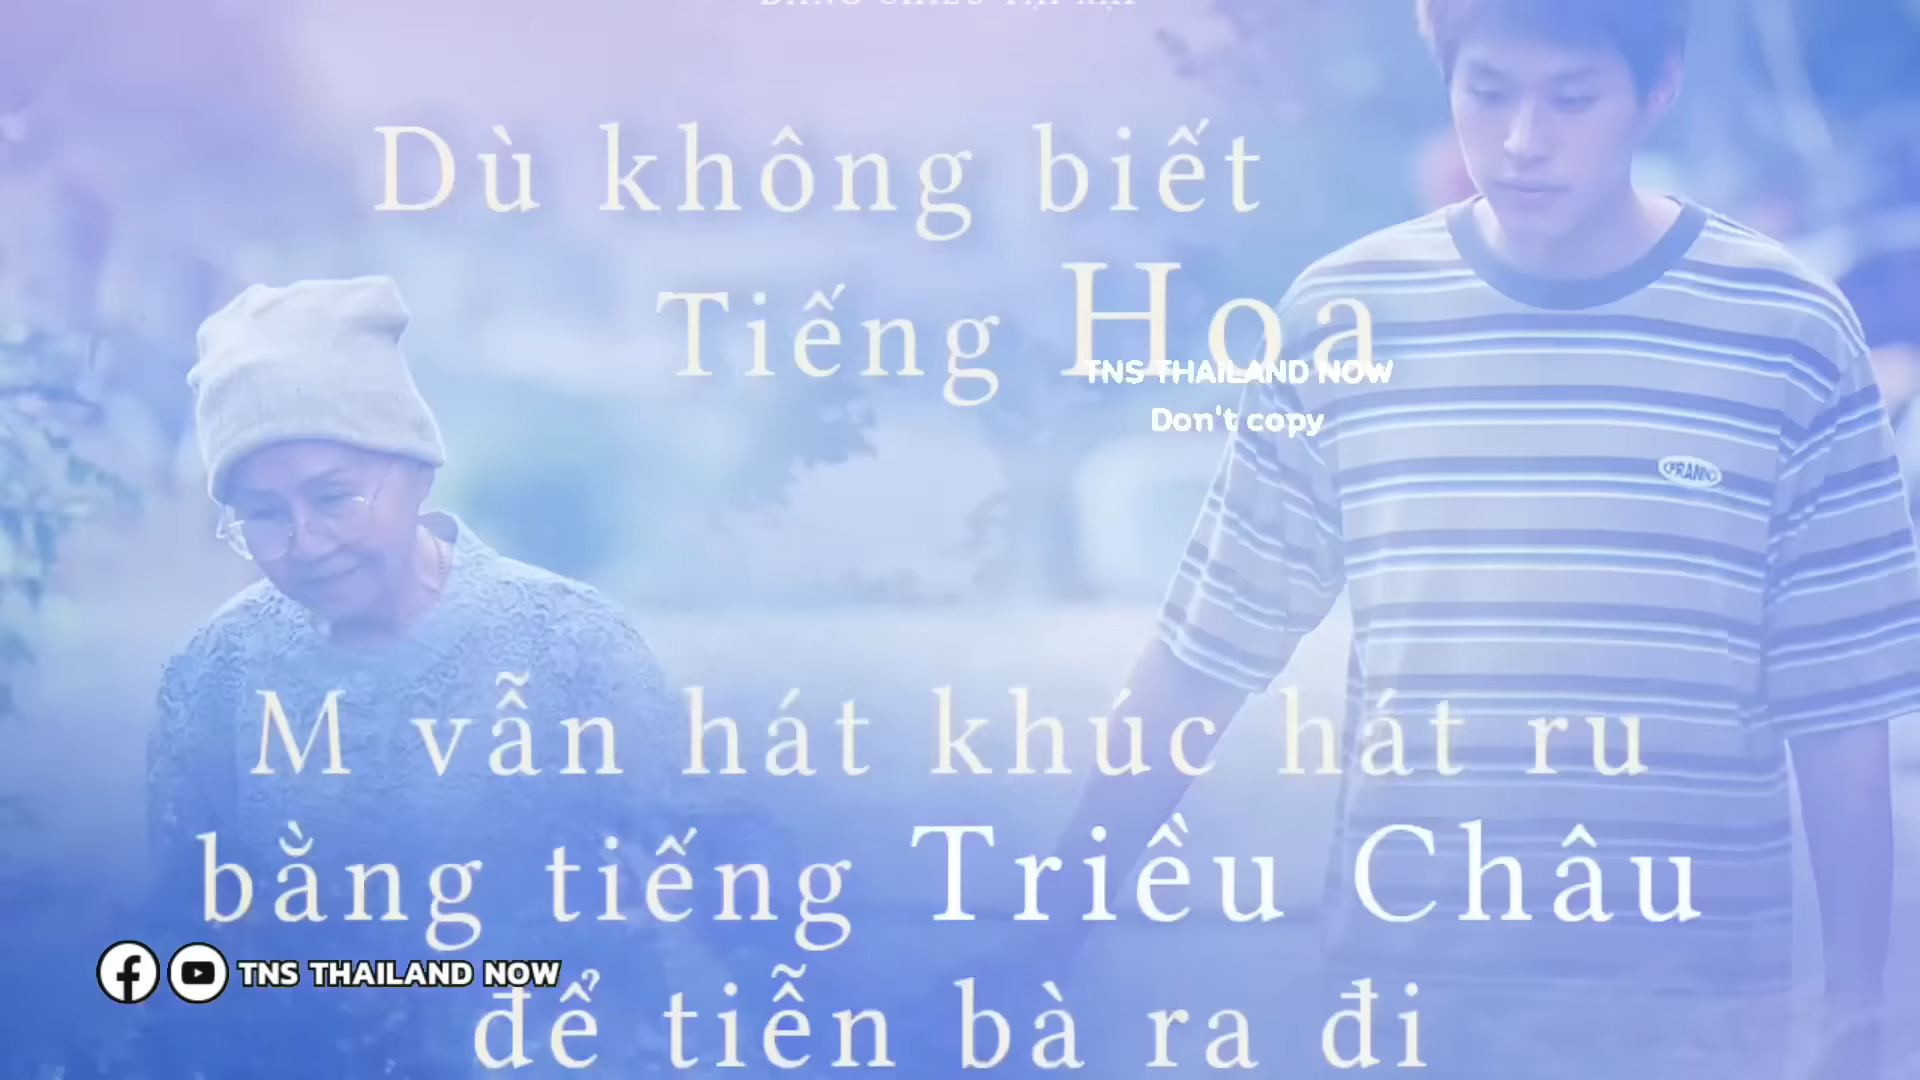 Dù không biết
Tiếng Hoa
TNS THAILAND NOW
Don't copy
M vẫn hát khúc hát ru
bằng tiếng Triều Châu
TNS THAILAND NOW
để tiễn bà ra đi